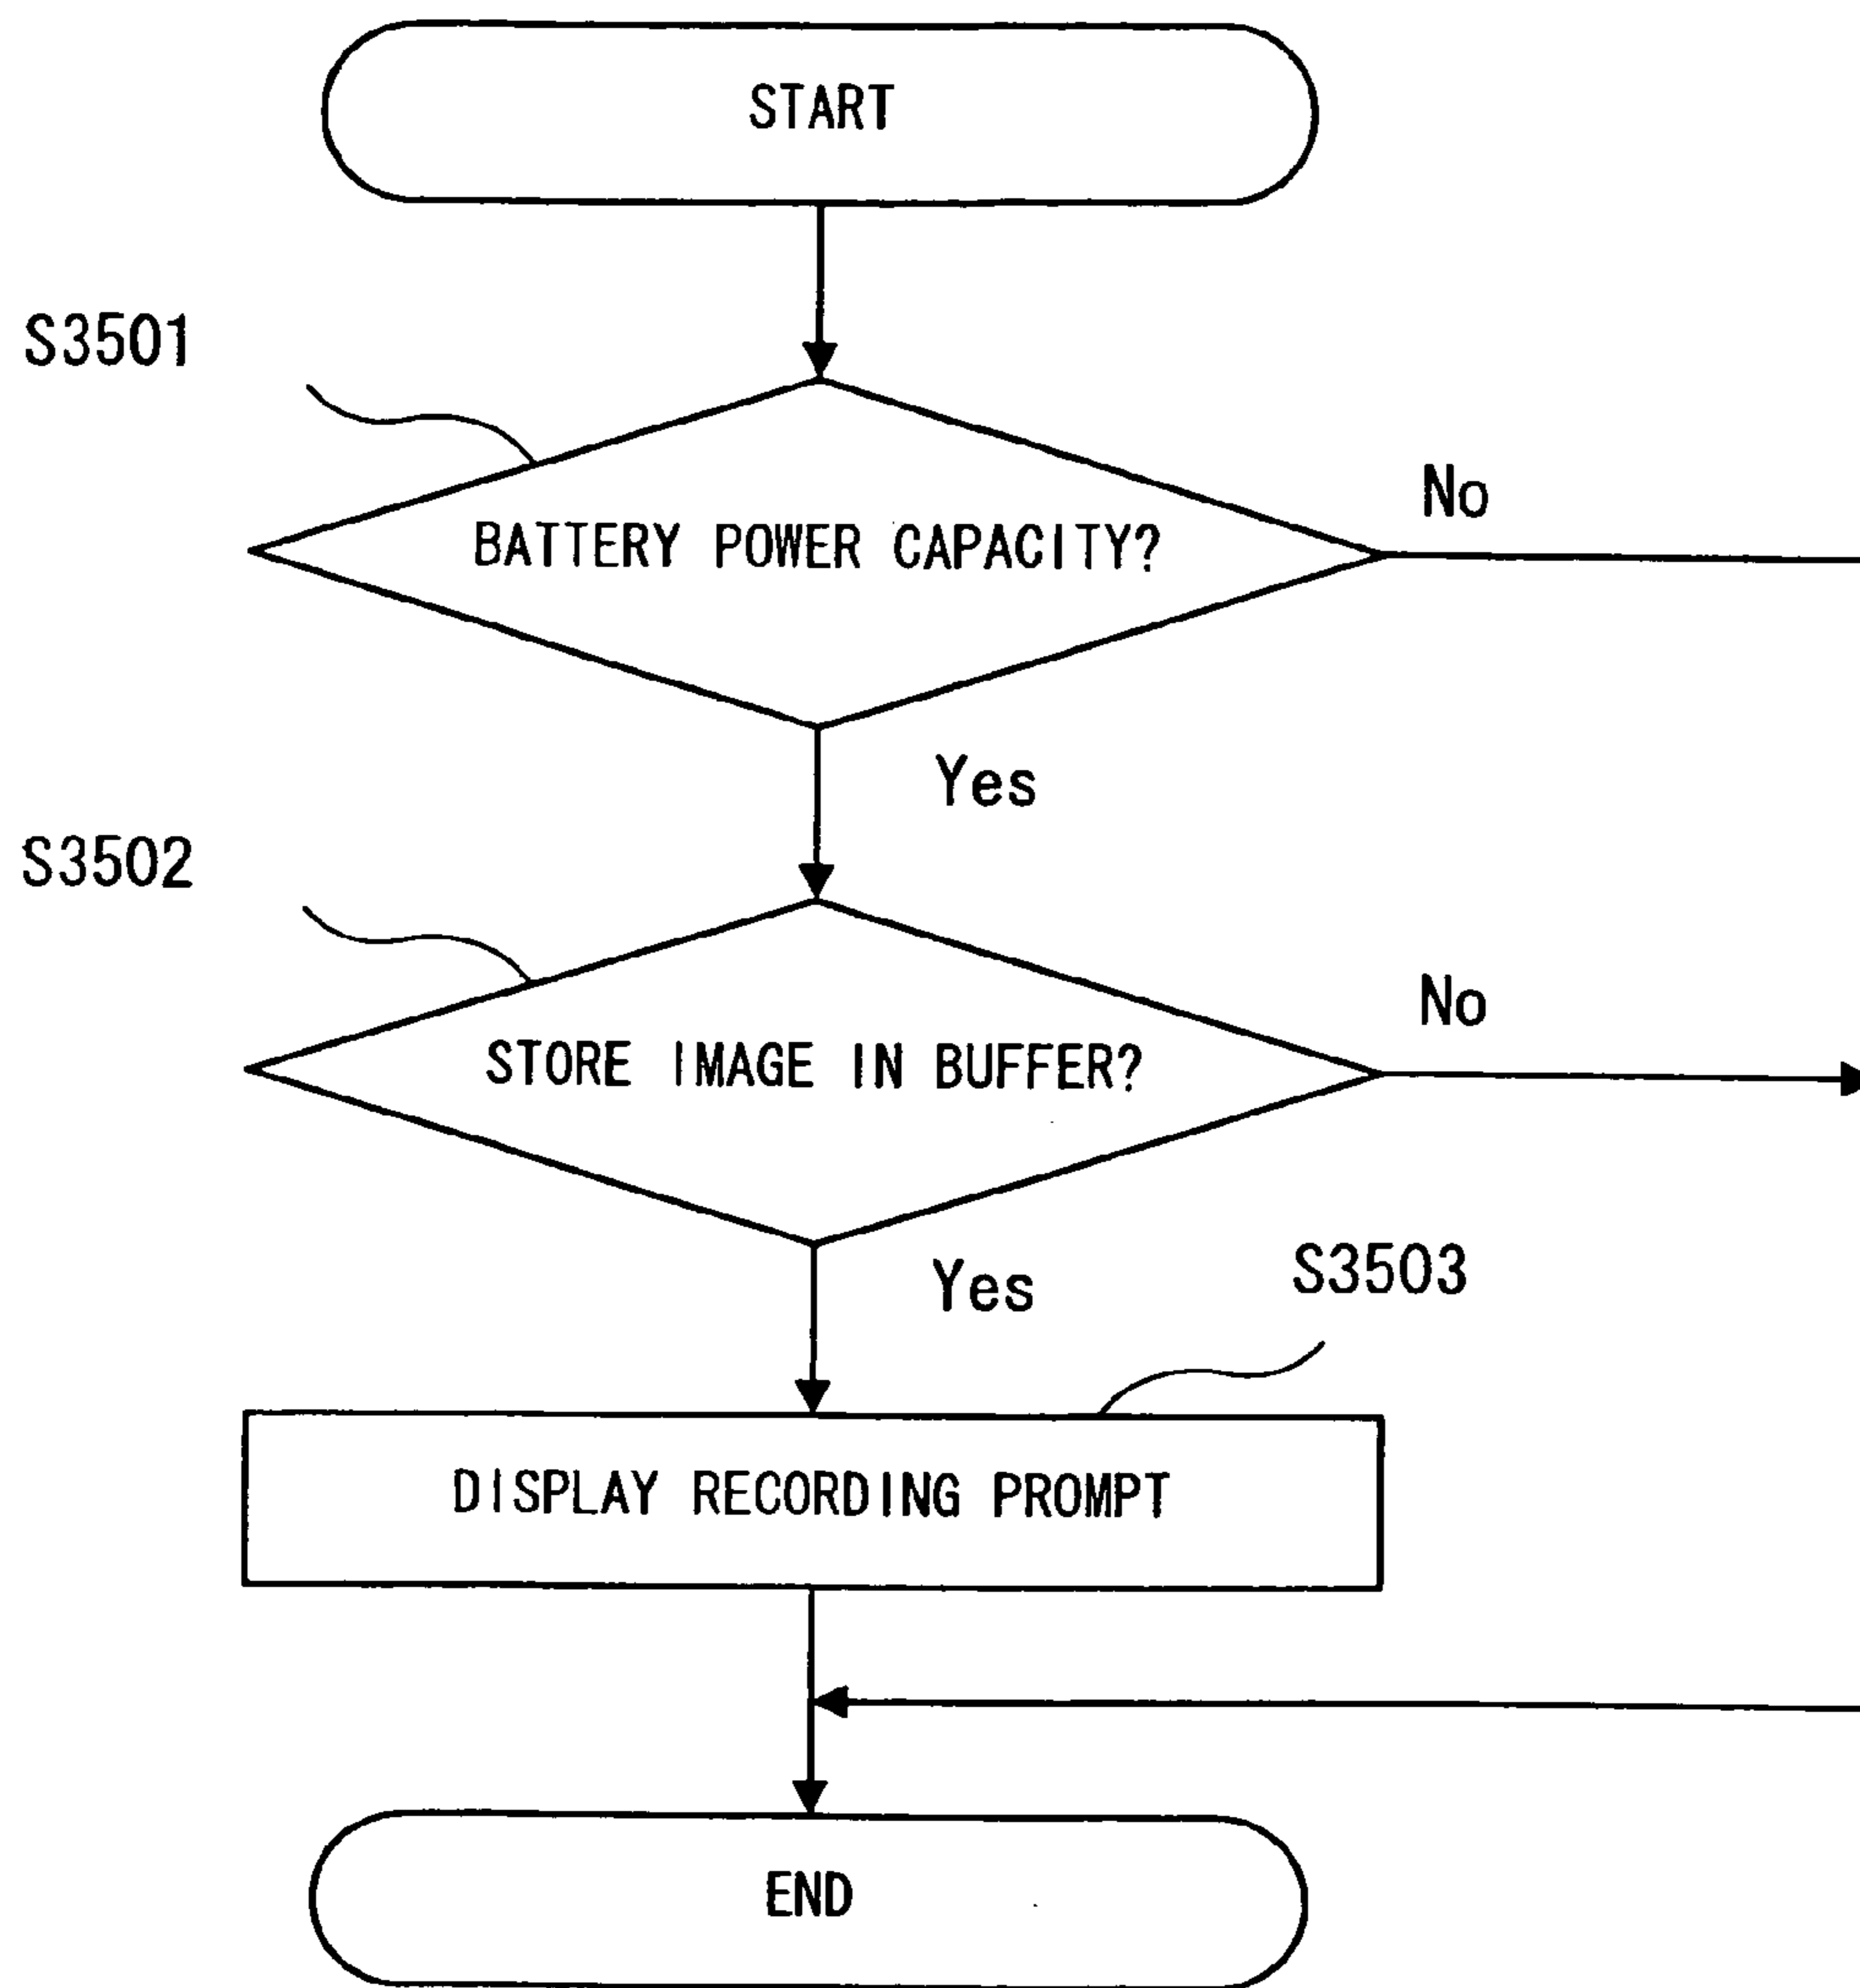 START
S3501
No
BATTERY POWER CAPACITY?
Yes
S3502
No
STORE IMAGE IN BUFFER?
Yes
S3503
DISPLAY RECORDING PROMPT
END